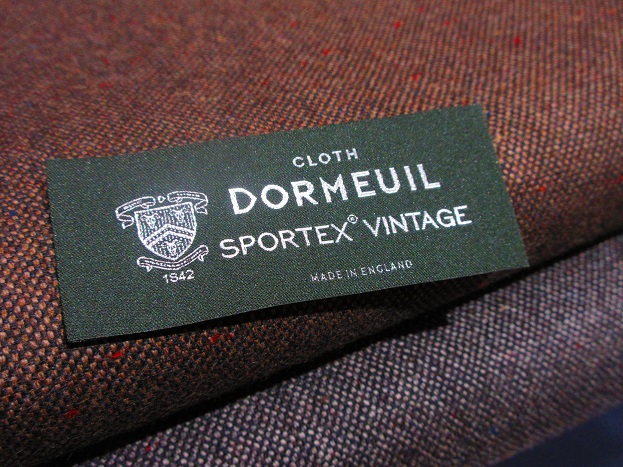 CLOTH
DORMEUIL
SPORTEX® VINTAGE
1842
MADE IN ENGLAND